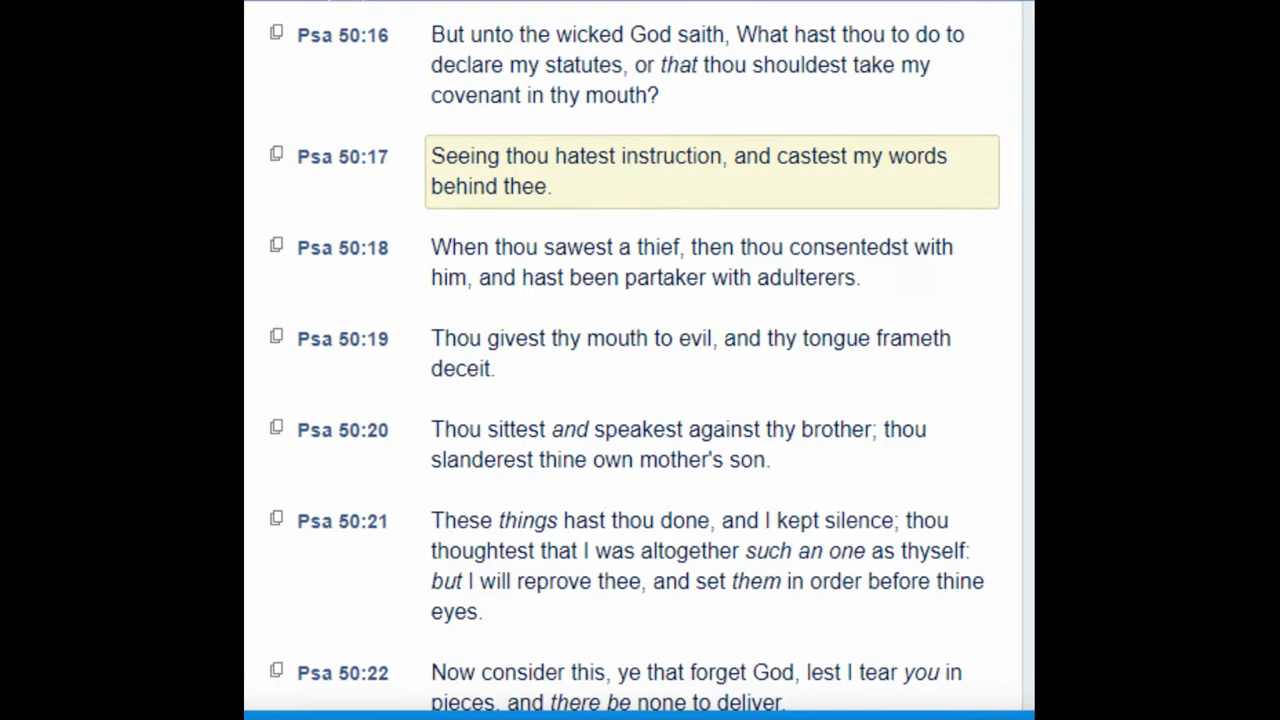 Psa 50:16 But unto the wicked God saith, What hast thou to do to
declare my statutes, or that thou shouldest take my
covenant in thy mouth?
Psa 50:17 Seeing thou hatest instruction, and castest my words
behind thee.
Psa 50:18 When thou sawest a thief, then thou consentedst with
him, and hast been partaker with adulterers.
Psa 50:19 Thou givest thy mouth to evil, and thy tongue frameth
deceit.
Psa 50:20 Thou sittest and speakest against thy brother; thou
slanderest thine own mother's son.
Psa 50:21 These things hast thou done, and I kept silence; thou
thoughtest that I was altogether such an one as thyself:
but I will reprove thee, and set them in order before thine
eyes.
Psa 50:22 Now consider this, ye that forget God, lest I tear you in
pieces, and there be none to deliver.